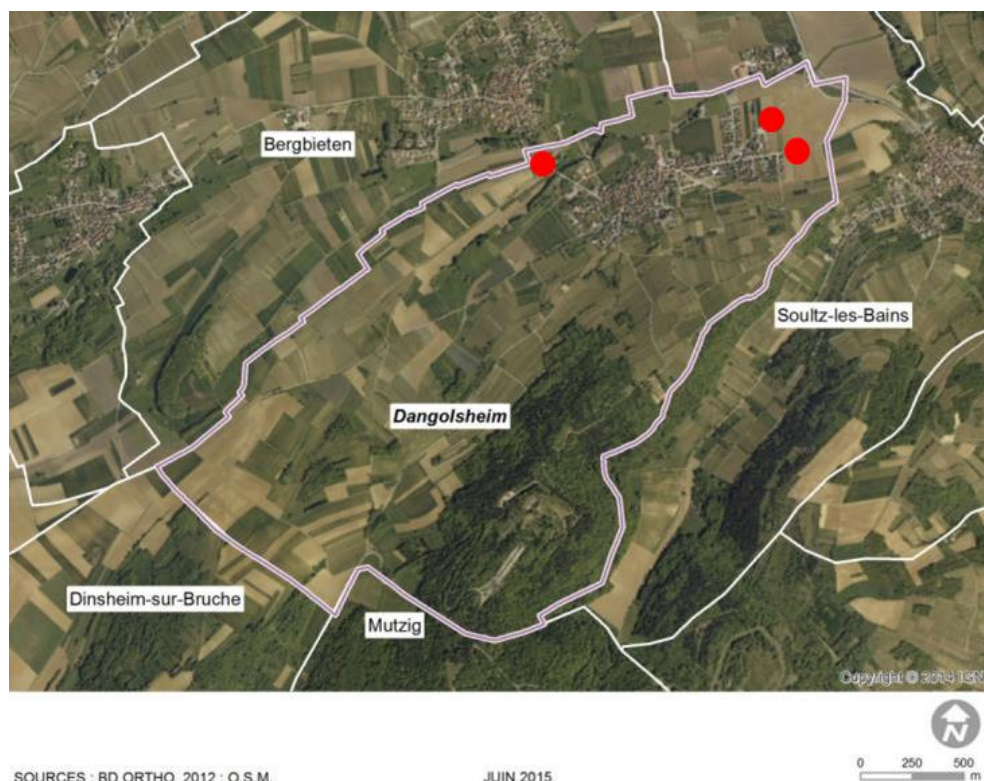 Bergbieten
Soultz-les-Bains
Dangolsheim
Dinsheim-sur-Bruche
Mutzig
Copyright © 2014 IGN
N
0 250 500
m
SOURCES : BD ORTHO, 2012 ; O.S.M.
JUIN 2015